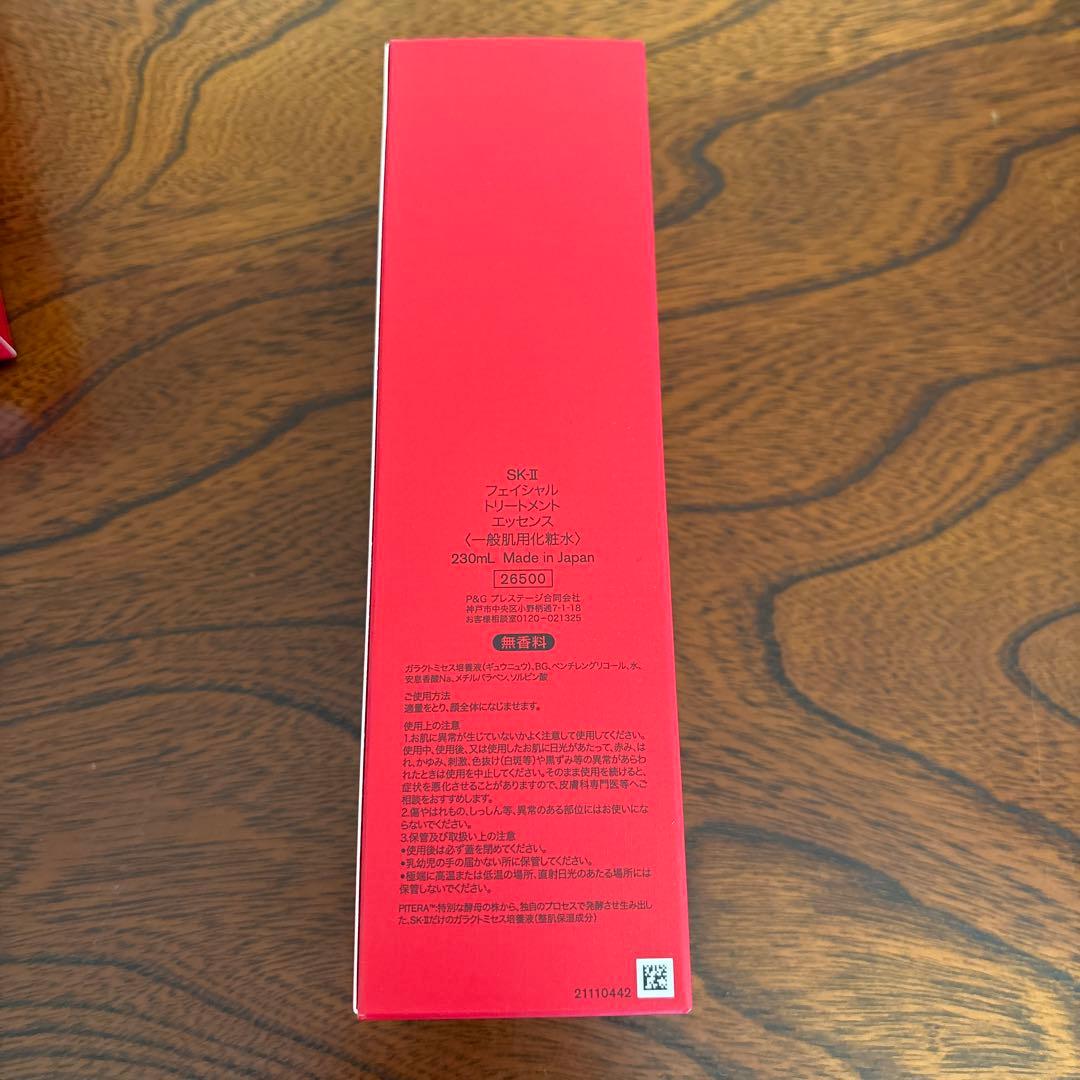 SK-II
フェイシャル
トリートメント
エッセンス
〈一般肌用化粧水〉
230mL Made in Japan
26500
P&G プレステージ合同会社
神戸市中央区小野柄通7-1-18
お客様相談室0120-021325
無香料
ガラクトミセス培養液(ギュウニュウ)、BG、ペンチレングリコール、水、
安息香酸Na、メチルパラベン、ソルビン酸
ご使用方法
適量をとり、顔全体になじませます。
使用上の注意
1.お肌に異常が生じていないかよく注意して使用してください。
使用中、使用後、又は使用したお肌に日光があたって、赤み、は
れ、かゆみ、刺激、色抜け(白斑等)や黒ずみ等の異常があらわ
れたときは使用を中止してください。そのまま使用を続けると、
症状を悪化させることがありますので、皮膚科専門医等へご
相談をおすすめします。
2.傷やはれもの、しっしん等、異常のある部位にはお使いにな
らないでください。
3.保管及び取扱い上の注意
•使用後は必ず蓋を閉めてください。
•乳幼児の手の届かない所に保管してください。
•極端に高温または低温の場所、直射日光のあたる場所には
保管しないでください。
PITERA™:特別な酵母の株から、独自のプロセスで発酵させ生み出し
た、SK-IIだけのガラクトミセス培養液(整肌保湿成分)
21110442